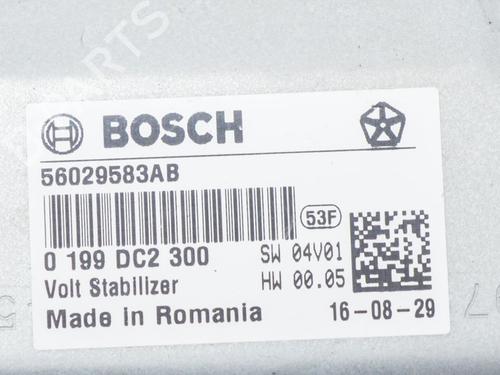 BOSCH
56029583AB
53F
0 199 DC2 300 SW 04V01
Volt Stabilizer HW 00.05
Made in Romania 16-08-29